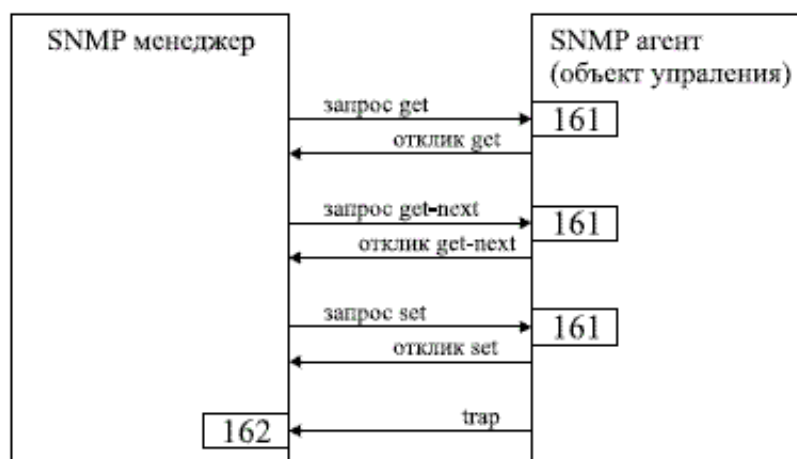 SNMP менеджер
SNMP агент
(объект упраления)
запрос get
161
отклик get
запрос get-next
161
отклик get-next
запрос set
161
отклик set
162
trap